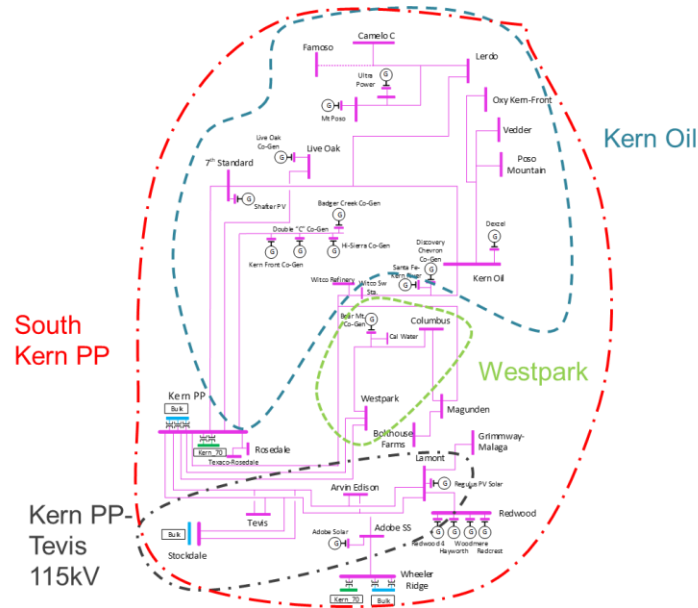 Camelo C
Famoso
Lerdo
Ultra
Power
G
Oxy Kern-Front
G
Mt Poso
Vedder
Kern Oil
Live Oak
Co-Gen
Live Oak
G
Poso
Mountain
7th Standard
G
Shafter PV
Badger Creek Co-Gen
G
Dexzel
G
Double "C" Co-Gen
Discovery
Chevron
Co-Gen
G
G
G
G
Kern Front Co-Gen
Hi-Sierra Co-Gen
Kern Oil
Santa Fe-
Kern River
G
Witco Refinery
Witco Sw
Sta.
South
Kern PP
Bear Mt
Co-Gen
G
Columbus
Cal Water
Westpark
Kern PP
Bulk
Westpark
Magunden
Bolthouse
Farms
Kern_70
Rosedale
Texaco-Rosedale
Grimmway-
Malaga
Lamont
G
Regulus PV Solar
Arvin Edison
Kern PP-
Tevis
115kV
Tevis
Redwood
Bulk
Stockdale
Adobe Solar
G
Adobe SS
G
G
G
G
Redwood 4
Woodmere
Hayworth
Redcrest
Wheeler
Ridge
Kern_70
Bulk